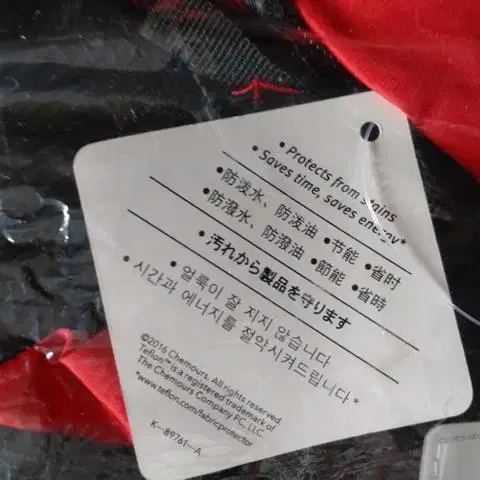 • Protects from stains
• Saves time, saves energy*
•防泼水、防泼油 •节能 •省时
•防潑水、防潑油 •節能 •省時
• 汚れから製品を守ります
• 얼룩이 잘 지지 않습니다
• 시간과 에너지를 절약시켜드립니다*
©2016 Chemours. All rights reserved.
Teflon™ is a registered trademark of
The Chemours Company FC, LLC.
*www.teflon.com/fabricprotector
K—89761—A